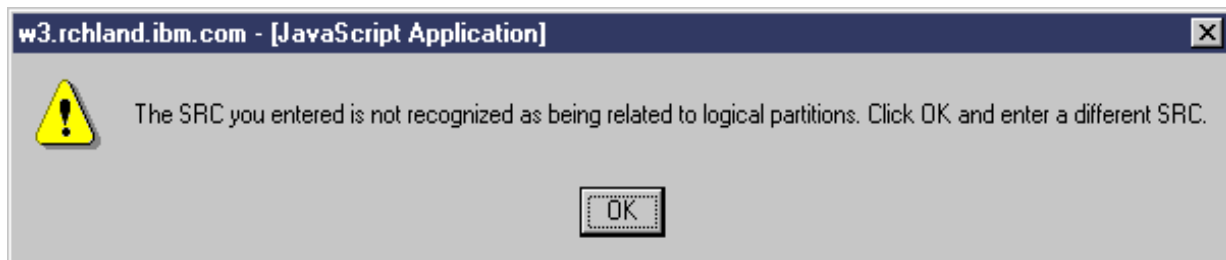 w3.rchland.ibm.com - [JavaScript Application]
The SRC you entered is not recognized as being related to logical partitions. Click OK and enter a different SRC.
OK